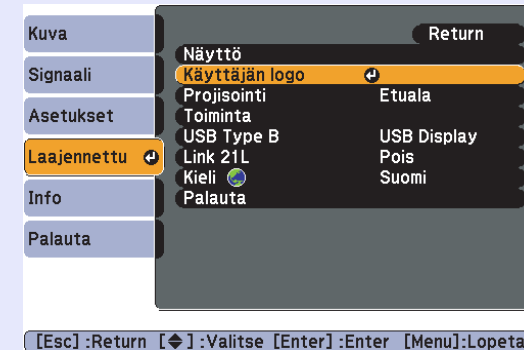 Kuva
Signaali
Asetukset
Laajennettu
Info
Palauta
Return
Näyttö
Käyttäjän logo
Projisointi Etuala
Toiminta
USB Type B USB Display
Link 21L Pois
Kieli Suomi
Palauta
[Esc] :Return [◆] :Valitse [Enter] :Enter [Menu]:Lopeta